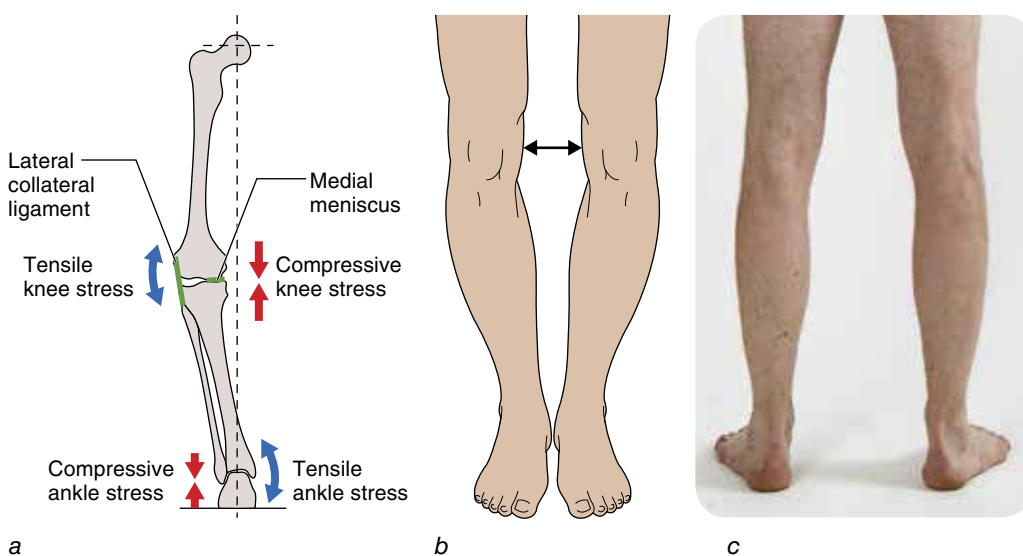 Lateral
collateral
ligament
Medial
meniscus
Tensile
knee stress
Compressive
knee stress
Compressive
ankle stress
Tensile
ankle stress
a
b
c